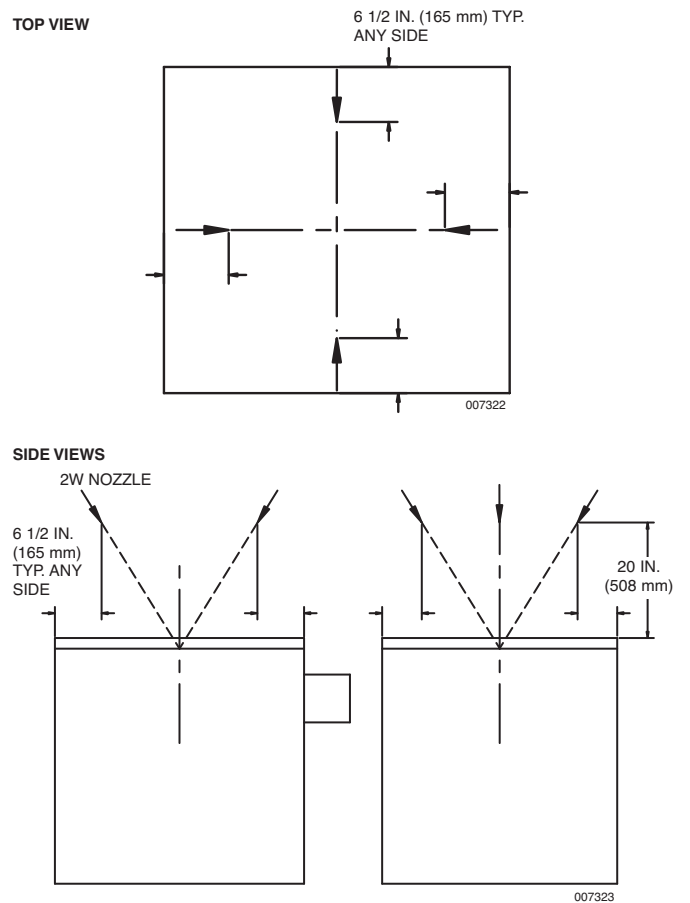 TOP VIEW
6 1/2 IN. (165 mm) TYP.
ANY SIDE
007322
SIDE VIEWS
2W NOZZLE
6 1/2 IN.
(165 mm)
TYP. ANY
SIDE
20 IN.
(508 mm)
007323